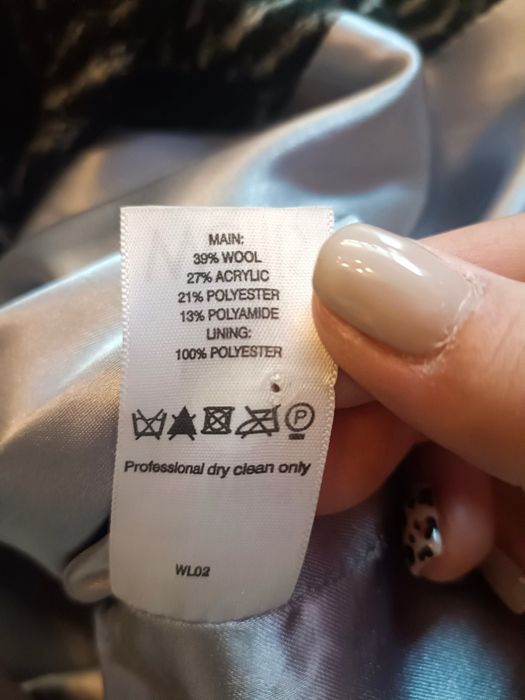 MAIN:
39% WOOL
27% ACRYLIC
21% POLYESTER
13% POLYAMIDE
LINING:
100% POLYESTER
P
Professional dry clean only
WL02